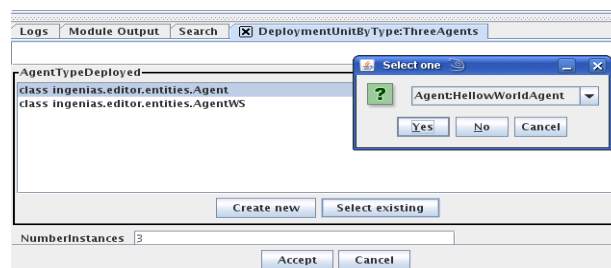 Logs Module Output Search DeploymentUnitByType:ThreeAgents
AgentTypeDeployed
class ingenias.editor.entities.Agent
class ingenias.editor.entities.AgentWS
Select one
?
Agent:HellowWorldAgent
Yes No Cancel
Create new Select existing
NumberInstances 3
Accept Cancel